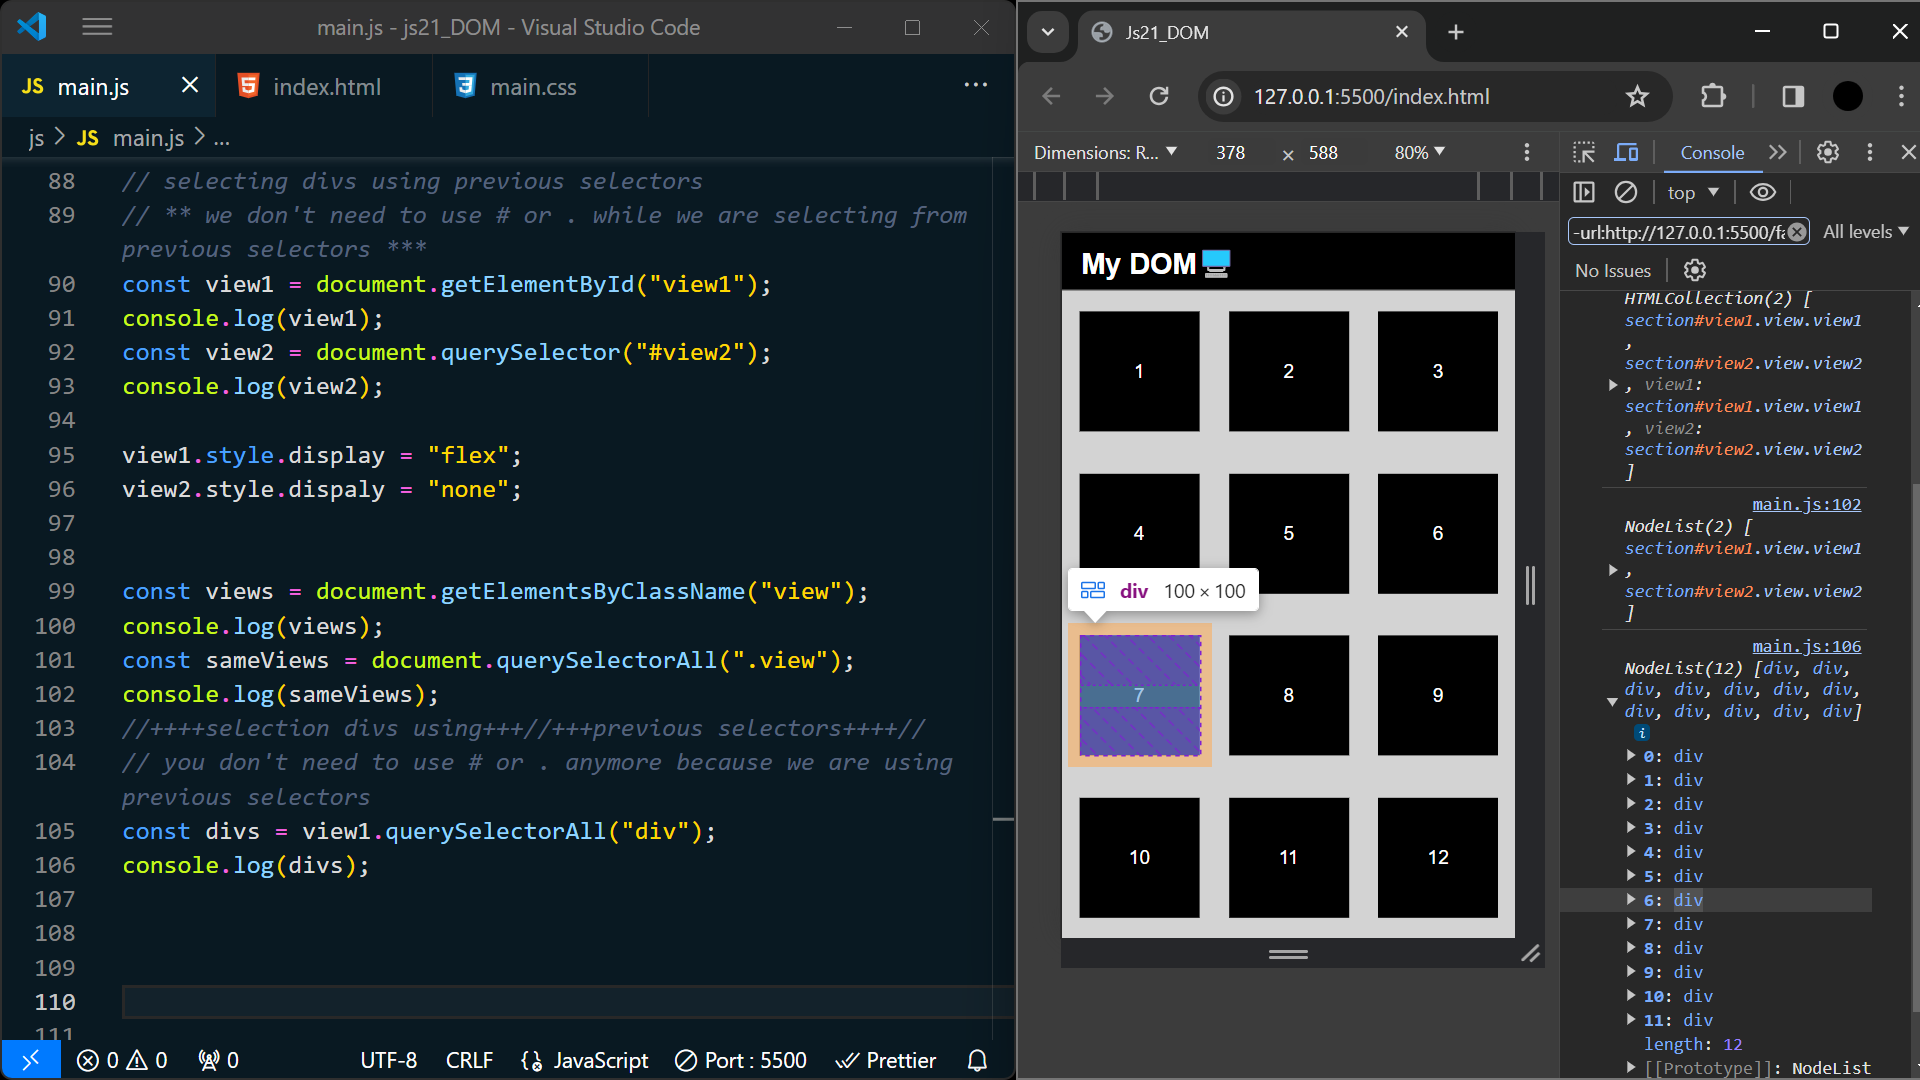 main.js - js21_DOM - Visual Studio Code
JS main.js
index.html
main.css
js > JS main.js > ...
88 // selecting divs using previous selectors
89 // ** we don't need to use # or . while we are selecting from
previous selectors ***
90 const view1 = document.getElementById("view1");
91 console.log(view1);
92 const view2 = document.querySelector("#view2");
93 console.log(view2);
94
95 view1.style.display = "flex";
96 view2.style.dispaly = "none";
97
98
99 const views = document.getElementsByClassName("view");
100 console.log(views);
101 const sameViews = document.querySelectorAll(".view");
102 console.log(sameViews);
103 //++++selection divs using+++//+++previous selectors++++//
104 // you don't need to use # or . anymore because we are using
previous selectors
105 const divs = view1.querySelectorAll("div");
106 console.log(divs);
107
108
109
110
111
0 0 0 UTF-8 CRLF {} JavaScript Port : 5500 Prettier
Js21_DOM
127.0.0.1:5500/index.html
Dimensions: R... 378 × 588 80%
My DOM
1 2 3
4 5 6
div 100 × 100
7 8 9
10 11 12
Console
top
-url:http://127.0.0.1:5500/fa
All levels
No Issues
HTMLCollection(2) [
section#view1.view.view1
,
section#view2.view.view2
, view1:
section#view1.view.view1
, view2:
section#view2.view.view2
]
main.js:102
NodeList(2) [
section#view1.view.view1
,
section#view2.view.view2
]
main.js:106
NodeList(12) [div, div,
div, div, div, div, div,
div, div, div, div, div]
i
0: div
1: div
2: div
3: div
4: div
5: div
6: div
7: div
8: div
9: div
10: div
11: div
length: 12
[[Prototype]]: NodeList